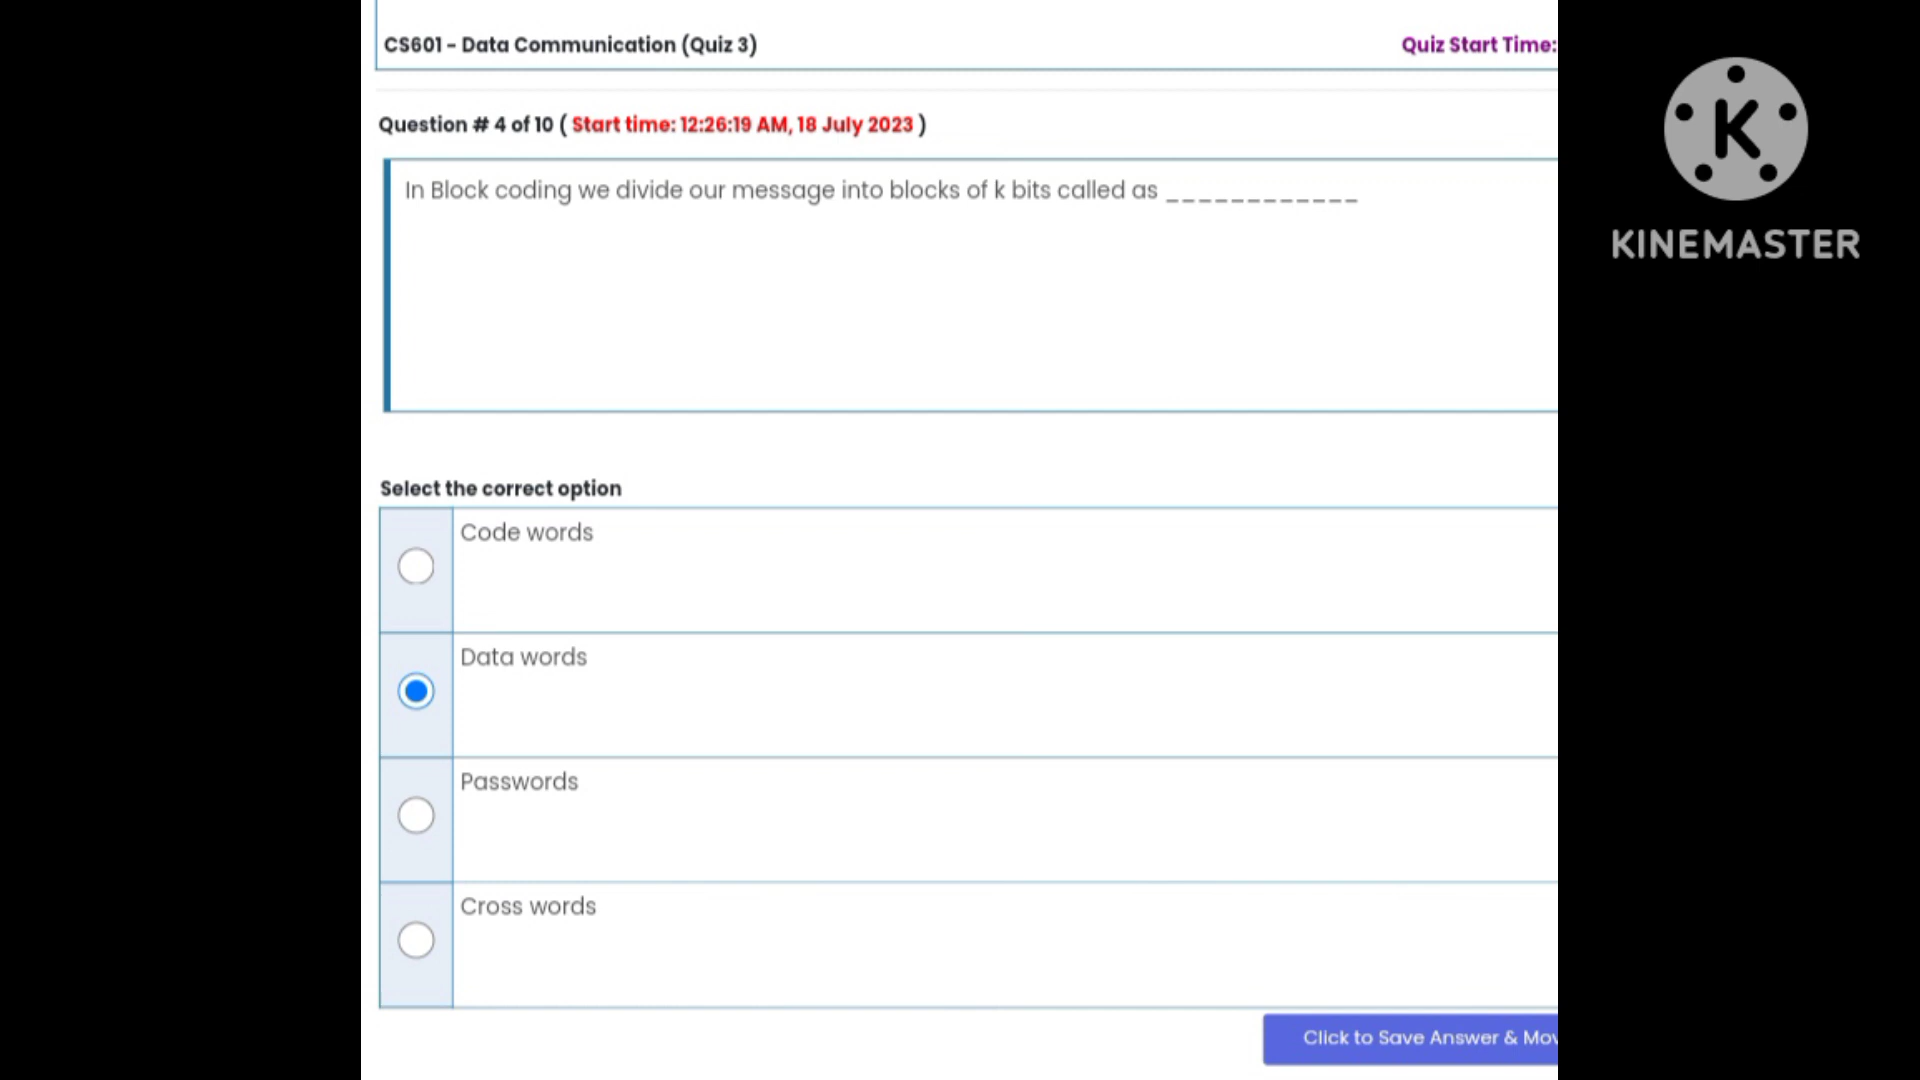 CS601 - Data Communication (Quiz 3)
Quiz Start Time:
Question # 4 of 10 ( Start time: 12:26:19 AM, 18 July 2023 )
In Block coding we divide our message into blocks of k bits called as ____________
Select the correct option
Code words
Data words
Passwords
Cross words
Click to Save Answer & Mov
K
KINEMASTER